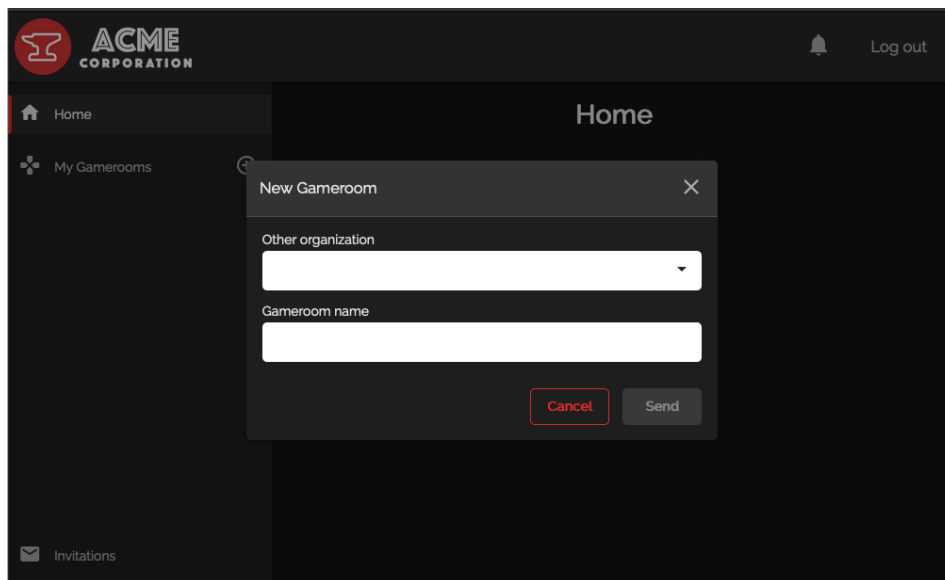 ACME
CORPORATION
Log out
Home
Home
My Gamerooms
New Gameroom
Other organization
Gameroom name
Cancel
Send
Invitations